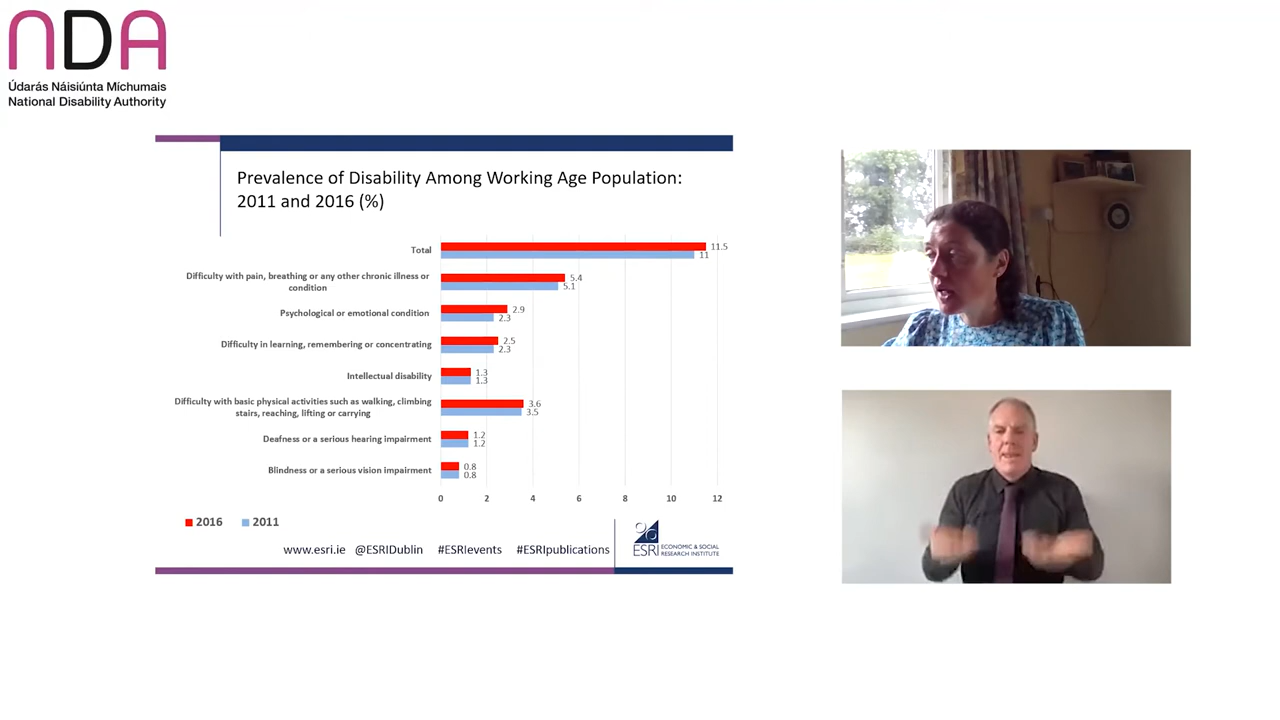 NDA
Údarás Náisiúnta Míchumais
National Disability Authority
Prevalence of Disability Among Working Age Population:
2011 and 2016 (%)
Total
11.5
11
Difficulty with pain, breathing or any other chronic illness or
condition
5.4
5.1
Psychological or emotional condition
2.9
2.3
Difficulty in learning, remembering or concentrating
2.5
2.3
Intellectual disability
1.3
1.3
Difficulty with basic physical activities such as walking, climbing
stairs, reaching, lifting or carrying
3.6
3.5
Deafness or a serious hearing impairment
1.2
1.2
Blindness or a serious vision impairment
0.8
0.8
0 2 4 6 8 10 12
2016 2011
www.esri.ie @ESRIDublin #ESRIevents #ESRIpublications
ESRI ECONOMIC & SOCIAL
RESEARCH INSTITUTE